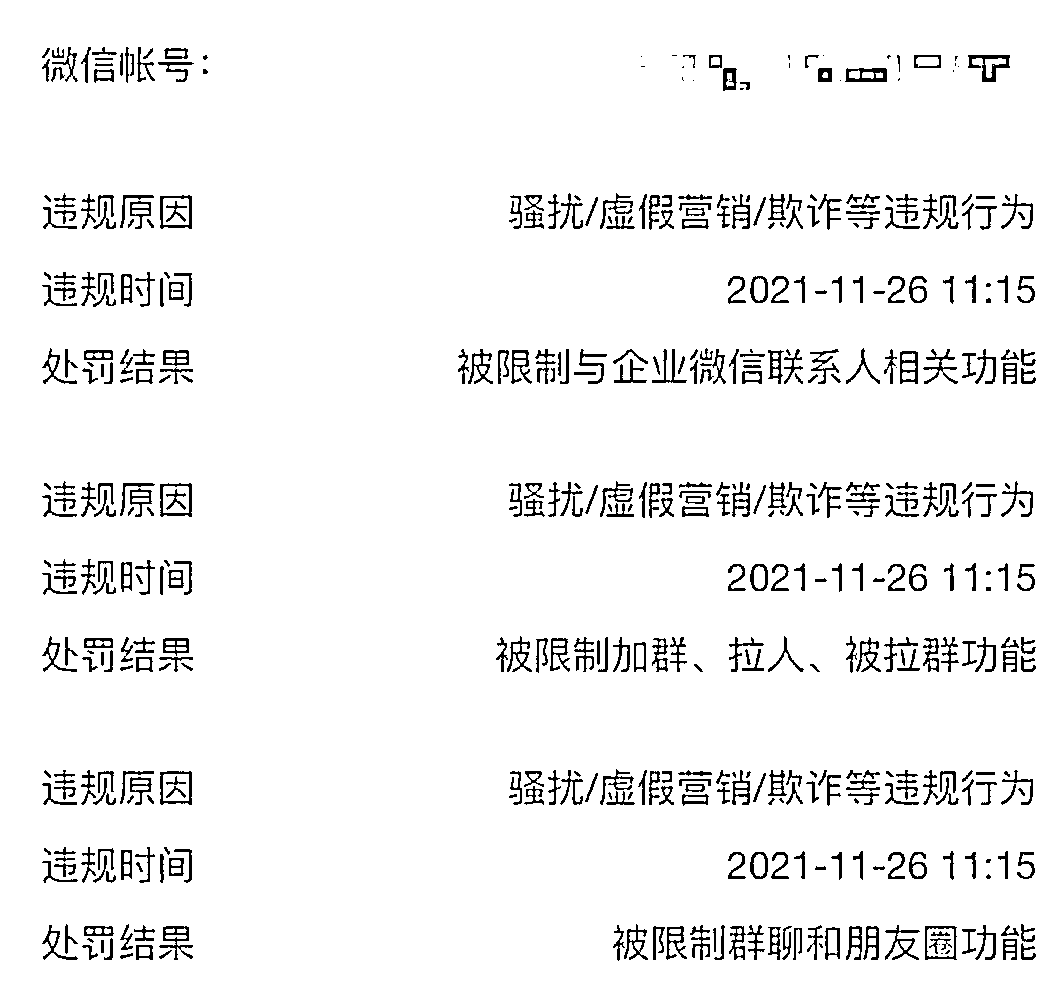 微信帐号：
违规原因 骚扰/虚假营销/欺诈等违规行为
违规时间 2021-11-26 11:15
处罚结果 被限制与企业微信联系人相关功能
违规原因 骚扰/虚假营销/欺诈等违规行为
违规时间 2021-11-26 11:15
处罚结果 被限制加群、拉人、被拉群功能
违规原因 骚扰/虚假营销/欺诈等违规行为
违规时间 2021-11-26 11:15
处罚结果 被限制群聊和朋友圈功能